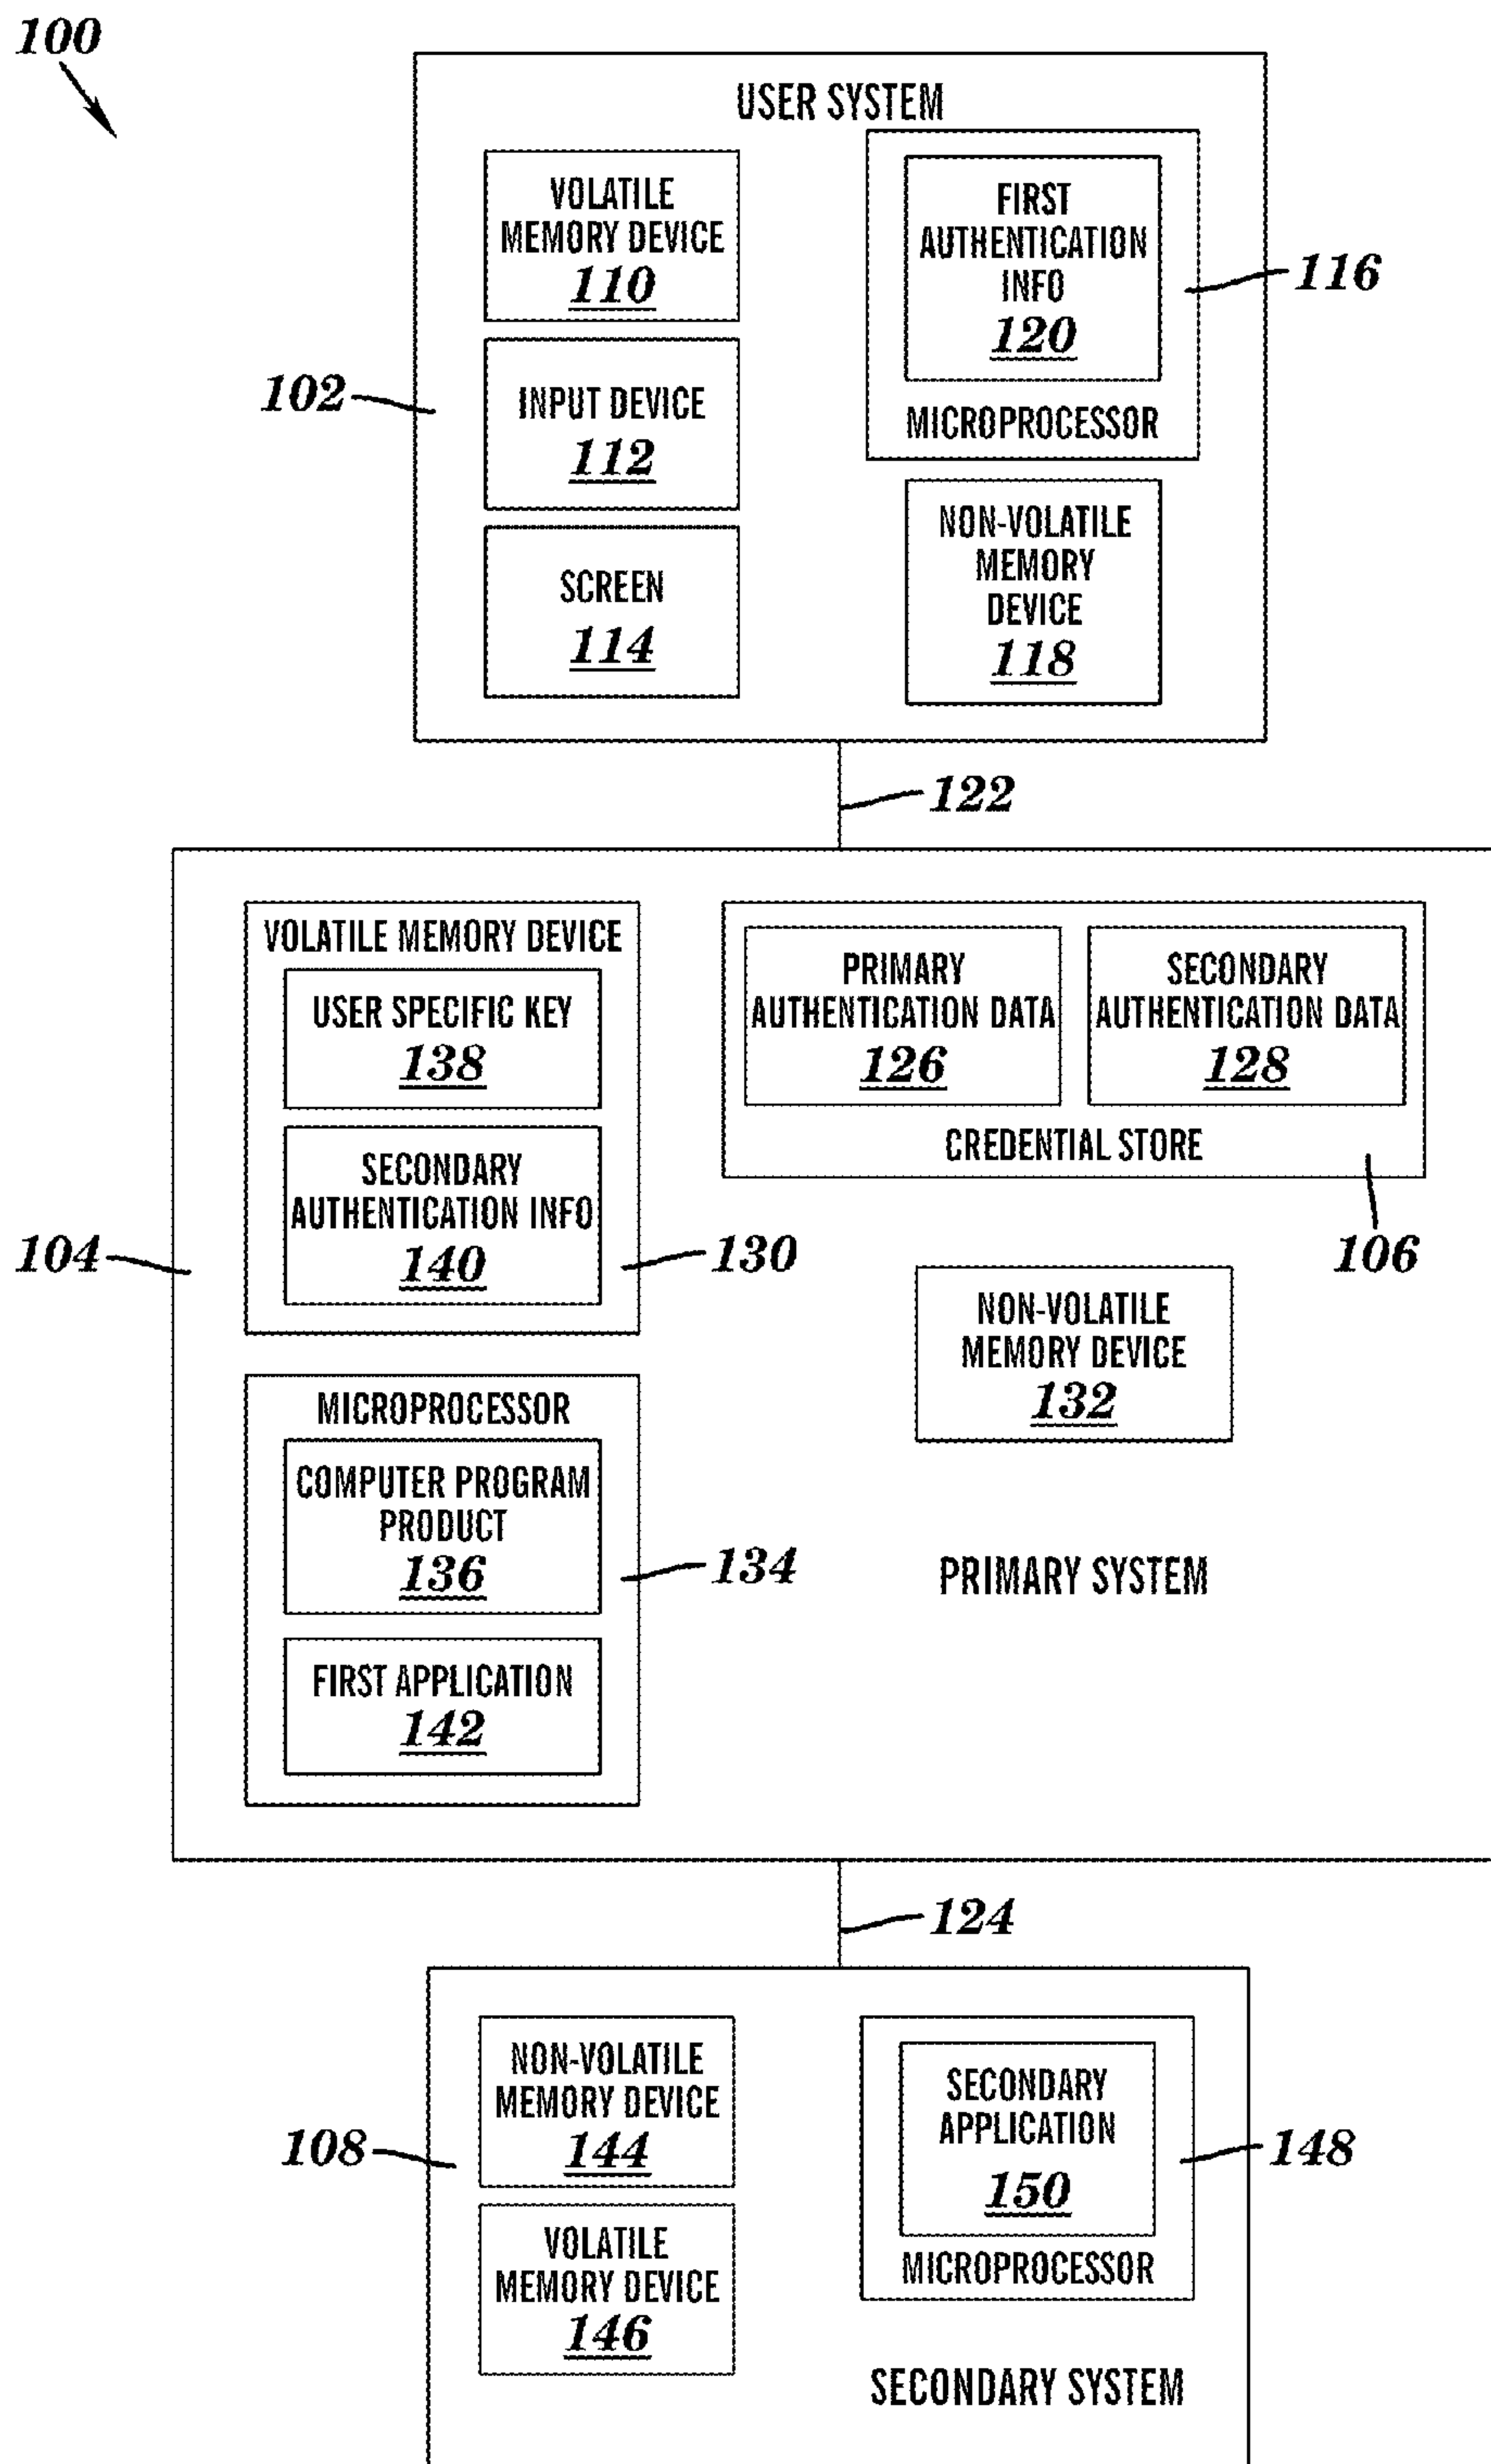 100
USER SYSTEM
VOLATILE
MEMORY DEVICE
110
INPUT DEVICE
112
SCREEN
114
FIRST
AUTHENTICATION
INFO
120
MICROPROCESSOR
116
NON-VOLATILE
MEMORY
DEVICE
118
102
122
VOLATILE MEMORY DEVICE
USER SPECIFIC KEY
138
SECONDARY
AUTHENTICATION INFO
140
130
PRIMARY
AUTHENTICATION DATA
126
SECONDARY
AUTHENTICATION DATA
128
CREDENTIAL STORE
106
104
NON-VOLATILE
MEMORY DEVICE
132
MICROPROCESSOR
COMPUTER PROGRAM
PRODUCT
136
134
FIRST APPLICATION
142
PRIMARY SYSTEM
124
NON-VOLATILE
MEMORY DEVICE
144
VOLATILE
MEMORY DEVICE
146
108
SECONDARY
APPLICATION
150
MICROPROCESSOR
148
SECONDARY SYSTEM